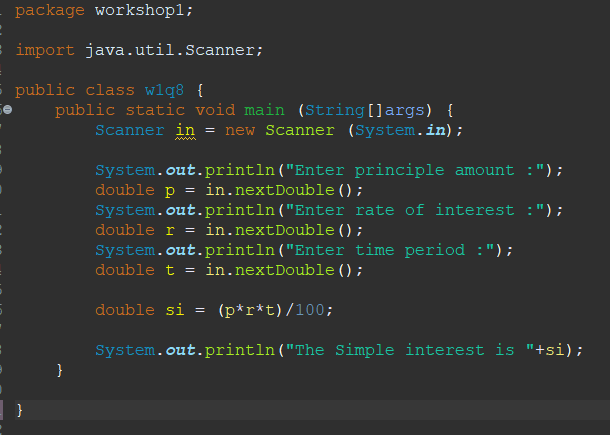 package workshop1;
import java.util.Scanner;
public class w1q8 {
public static void main (String[]args) {
Scanner in = new Scanner (System.in);
System.out.println("Enter principle amount :");
double p = in.nextDouble();
System.out.println("Enter rate of interest :");
double r = in.nextDouble();
System.out.println("Enter time period :");
double t = in.nextDouble();
double si = (p*r*t)/100;
System.out.println("The Simple interest is "+si);
}
}